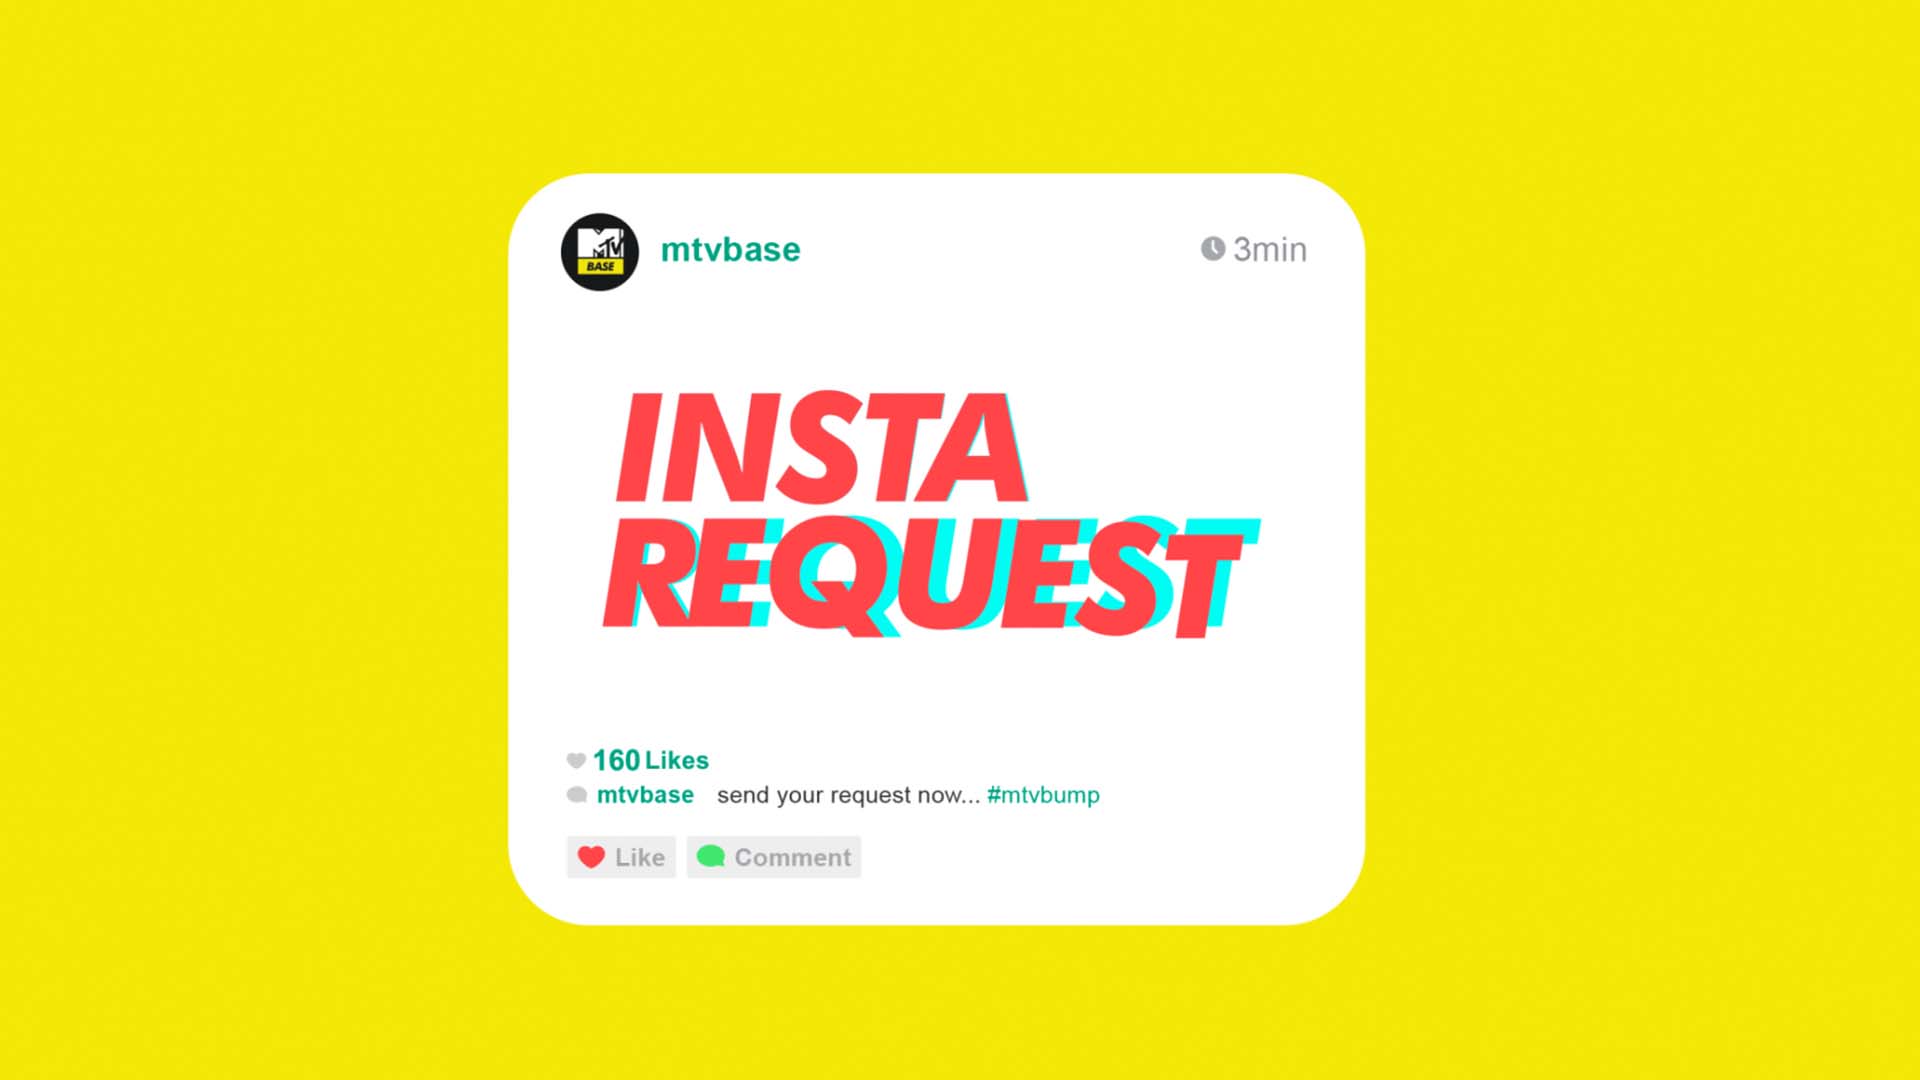 MTV
BASE
mtvbase
3min
INSTA
REQUEST
160 Likes
mtvbase send your request now... #mtvbump
Like
Comment